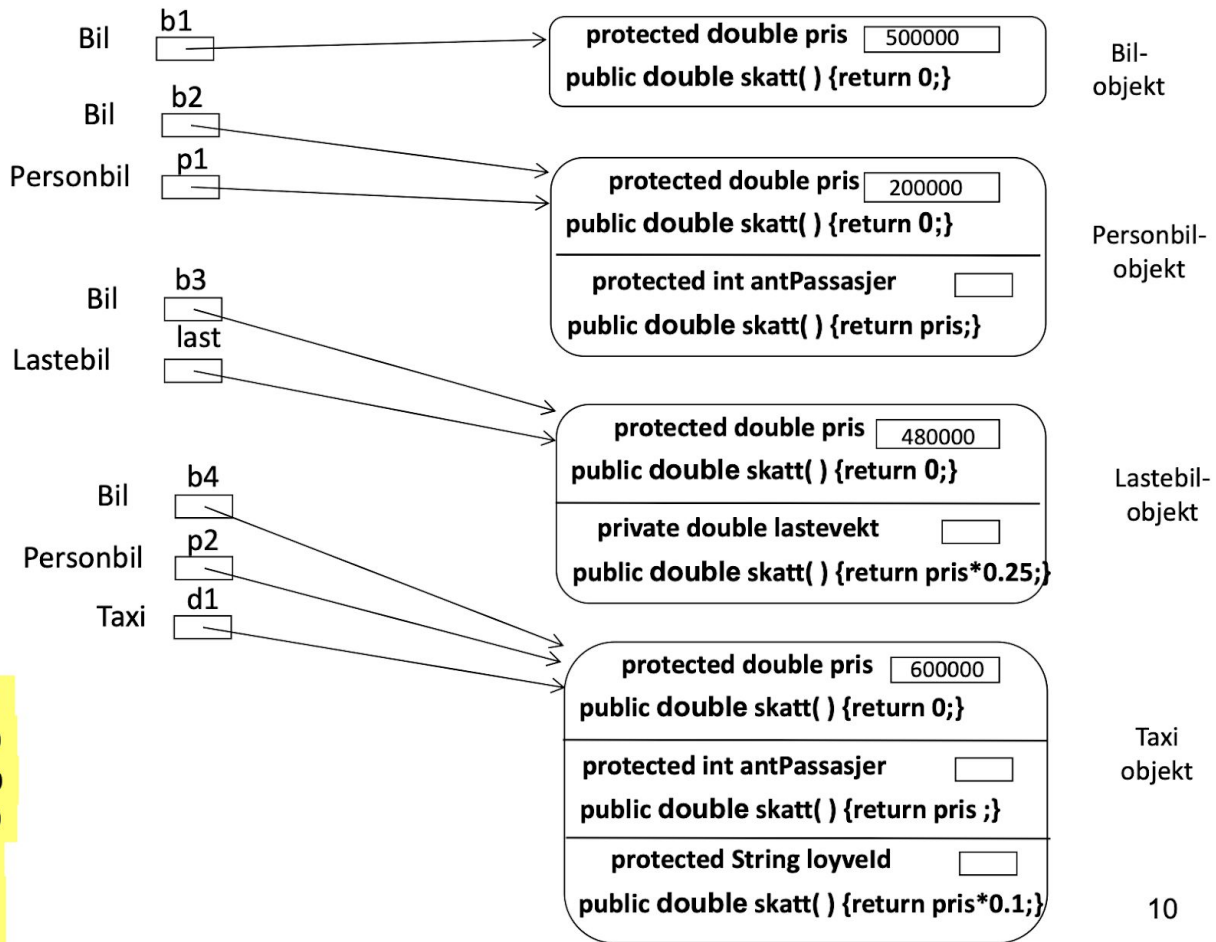 Bil b1
protected double pris 500000
public double skatt( ) {return 0;}
Bil-
objekt
Bil b2
Personbil p1
protected double pris 200000
public double skatt( ) {return 0;}
protected int antPassasjer
public double skatt( ) {return pris;}
Personbil-
objekt
Bil b3
Lastebil last
protected double pris 480000
public double skatt( ) {return 0;}
private double lastevekt
public double skatt( ) {return pris*0.25;}
Lastebil-
objekt
Bil b4
Personbil p2
Taxi d1
protected double pris 600000
public double skatt( ) {return 0;}
protected int antPassasjer
public double skatt( ) {return pris ;}
protected String loyveId
public double skatt( ) {return pris*0.1;}
Taxi
objekt
10